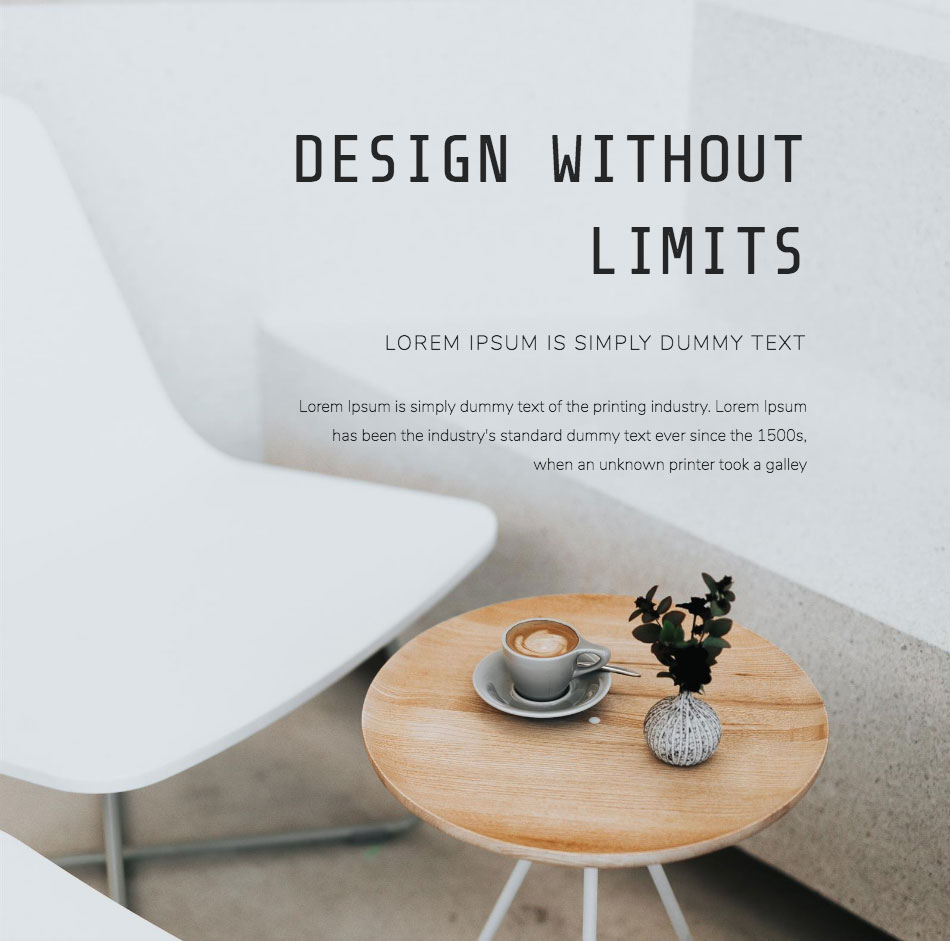 DESIGN WITHOUT
LIMITS
LOREM IPSUM IS SIMPLY DUMMY TEXT
Lorem Ipsum is simply dummy text of the printing industry. Lorem Ipsum
has been the industry's standard dummy text ever since the 1500s,
when an unknown printer took a galley